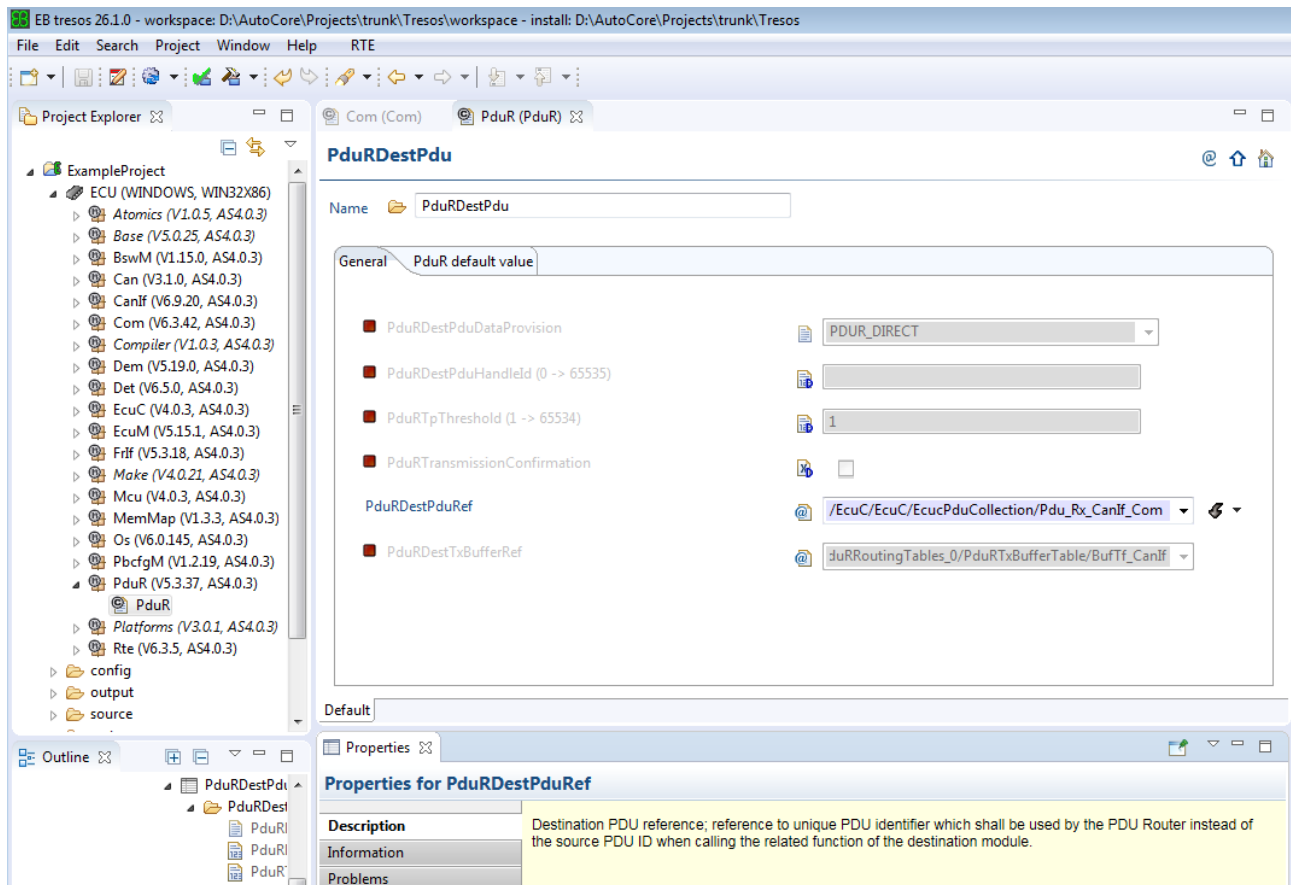 EB tresos 26.1.0 - workspace: D:\AutoCore\Projects\trunk\Tresos\workspace - install: D:\AutoCore\Projects\trunk\Tresos
File Edit Search Project Window Help RTE
Project Explorer
ExampleProject
ECU (WINDOWS, WIN32X86)
Atomics (V1.0.5, AS4.0.3)
Base (V5.0.25, AS4.0.3)
BswM (V1.15.0, AS4.0.3)
Can (V3.1.0, AS4.0.3)
CanIf (V6.9.20, AS4.0.3)
Com (V6.3.42, AS4.0.3)
Compiler (V1.0.3, AS4.0.3)
Dem (V5.19.0, AS4.0.3)
Det (V6.5.0, AS4.0.3)
EcuC (V4.0.3, AS4.0.3)
EcuM (V5.15.1, AS4.0.3)
FrIf (V5.3.18, AS4.0.3)
Make (V4.0.21, AS4.0.3)
Mcu (V4.0.3, AS4.0.3)
MemMap (V1.3.3, AS4.0.3)
Os (V6.0.145, AS4.0.3)
PbcfgM (V1.2.19, AS4.0.3)
PduR (V5.3.37, AS4.0.3)
PduR
Platforms (V3.0.1, AS4.0.3)
Rte (V6.3.5, AS4.0.3)
config
output
source
Com (Com) PduR (PduR)
PduRDestPdu
Name PduRDestPdu
General PduR default value
PduRDestPduDataProvision PDUR_DIRECT
PduRDestPduHandleId (0 -> 65535)
PduRTpThreshold (1 -> 65534) 1
PduRTransmissionConfirmation
PduRDestPduRef /EcuC/EcuC/EcucPduCollection/Pdu_Rx_CanIf_Com
PduRDestTxBufferRef duRRoutingTables_0/PduRTxBufferTable/BufTf_CanIf
Default
Outline
PduRDestPdu
PduRDest
PduRI
PduRI
PduR
Properties
Properties for PduRDestPduRef
Description
Information
Problems
Destination PDU reference; reference to unique PDU identifier which shall be used by the PDU Router instead of
the source PDU ID when calling the related function of the destination module.